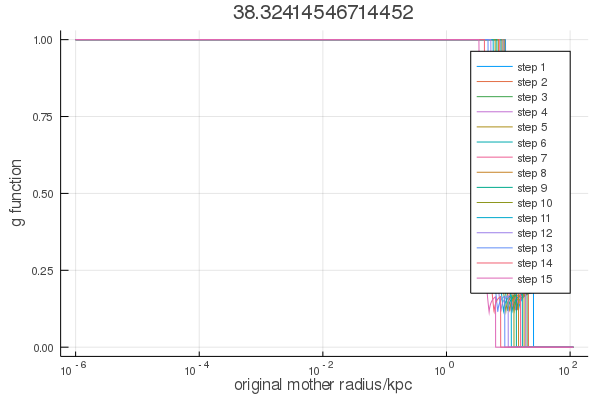 38.32414546714452
g function
1.00
0.75
0.50
0.25
0.00
step 1
step 2
step 3
step 4
step 5
step 6
step 7
step 8
step 9
step 10
step 11
step 12
step 13
step 14
step 15
10^-6
10^-4
10^-2
10^0
10^2
original mother radius/kpc